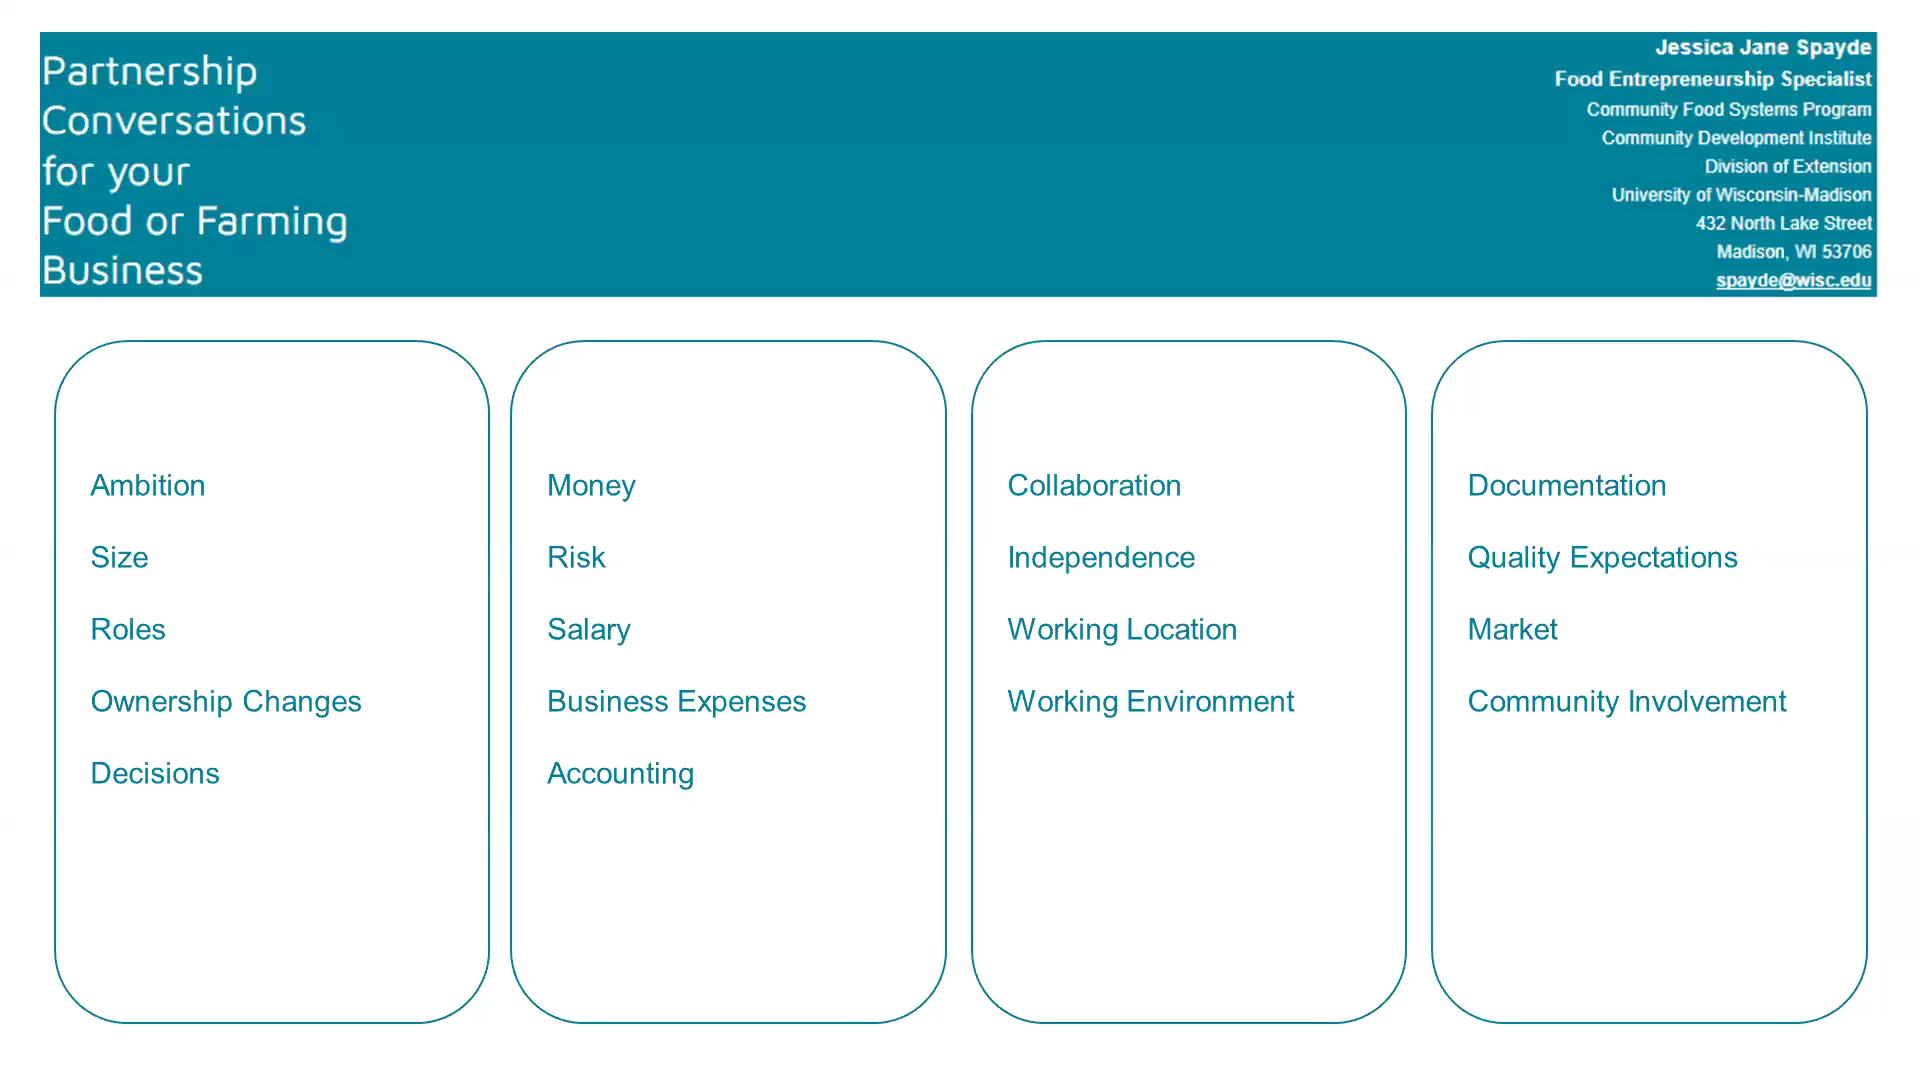 Partnership
Conversations
for your
Food or Farming
Business
Jessica Jane Spayde
Food Entrepreneurship Specialist
Community Food Systems Program
Community Development Institute
Division of Extension
University of Wisconsin-Madison
432 North Lake Street
Madison, WI 53706
spayde@wisc.edu
Ambition
Size
Roles
Ownership Changes
Decisions
Money
Risk
Salary
Business Expenses
Accounting
Collaboration
Independence
Working Location
Working Environment
Documentation
Quality Expectations
Market
Community Involvement